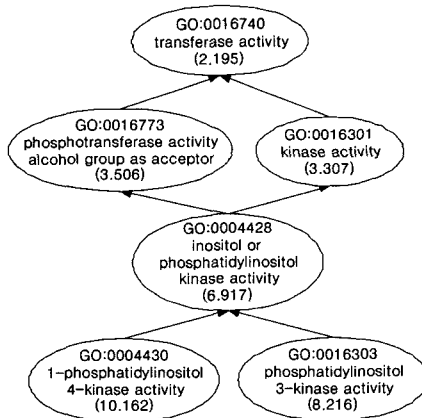 GO:0016740
transferase activity
(2.195)
GO:0016773
phosphotransferase activity
alcohol group as acceptor
(3.506)
GO:0016301
kinase activity
(3.307)
GO:0004428
inositol or
phosphatidylinositol
kinase activity
(6.917)
GO:0004430
1-phosphatidylinositol
4-kinase activity
(10.162)
GO:0016303
phosphatidylinositol
3-kinase activity
(8.216)